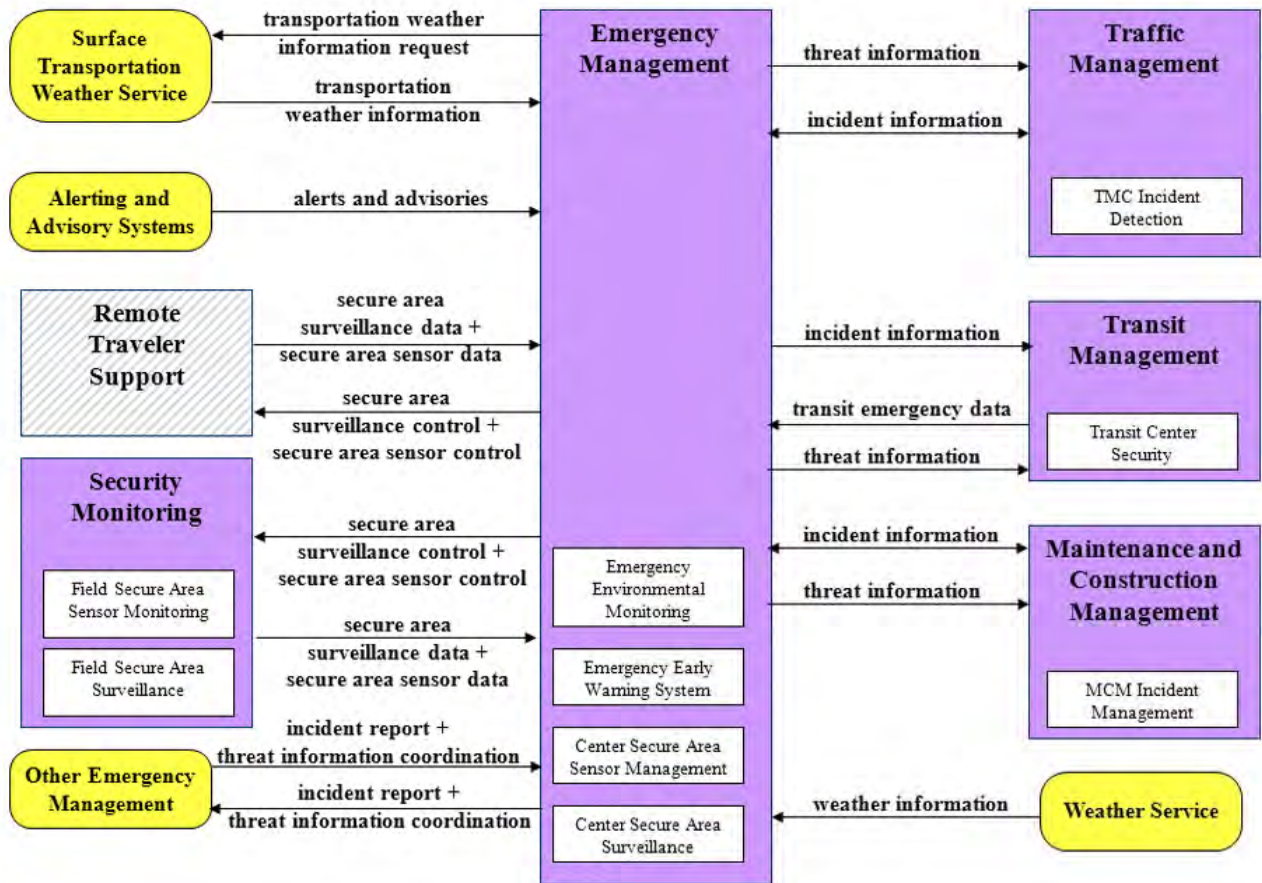 Surface
Transportation
Weather Service
transportation weather
information request
transportation
weather information
Alerting and
Advisory Systems
alerts and advisories
Remote
Traveler
Support
secure area
surveillance data +
secure area sensor data
secure area
surveillance control +
secure area sensor control
Security
Monitoring
Field Secure Area
Sensor Monitoring
Field Secure Area
Surveillance
secure area
surveillance control +
secure area sensor control
secure area
surveillance data +
secure area sensor data
Other Emergency
Management
incident report +
threat information coordination
incident report +
threat information coordination
Emergency
Management
Emergency
Environmental
Monitoring
Emergency Early
Warning System
Center Secure Area
Sensor Management
Center Secure Area
Surveillance
threat information
incident information
Traffic
Management
TMC Incident
Detection
incident information
transit emergency data
threat information
Transit
Management
Transit Center
Security
incident information
threat information
Maintenance and
Construction
Management
MCM Incident
Management
weather information
Weather Service